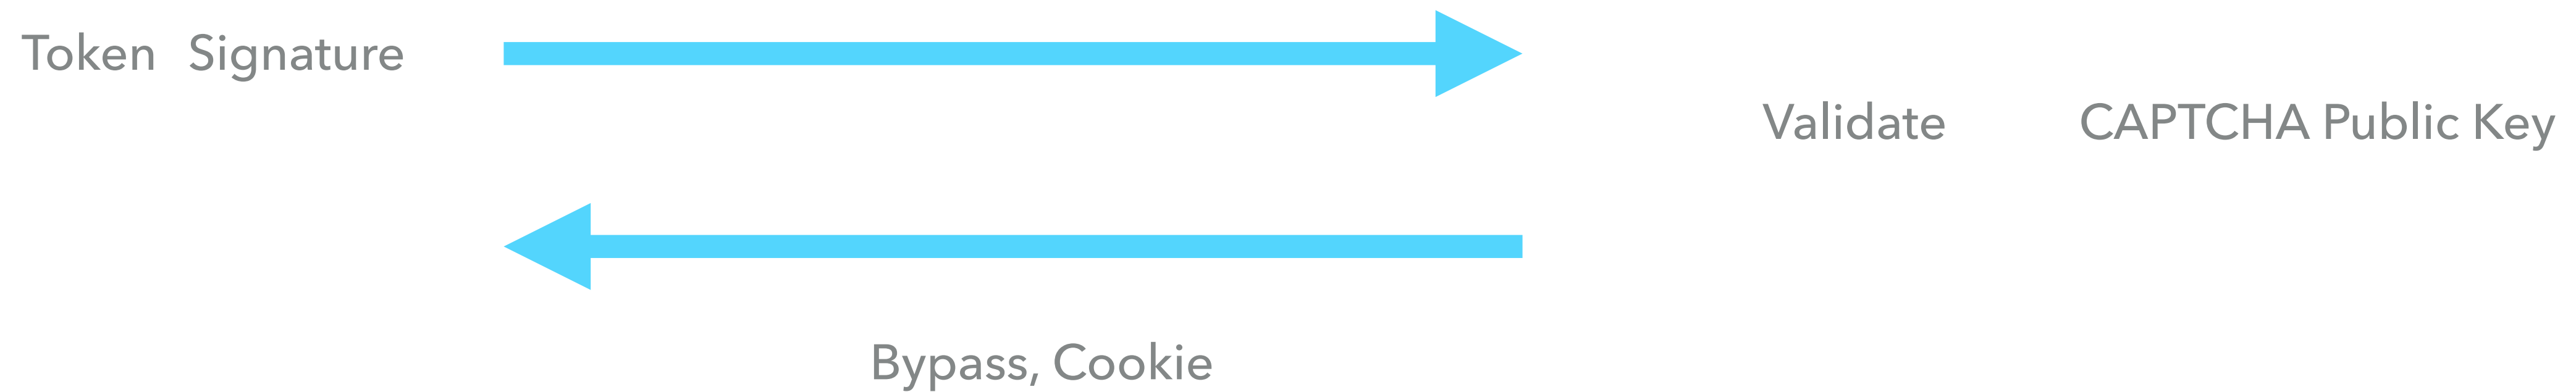 Token Signature
Validate CAPTCHA Public Key
Bypass, Cookie